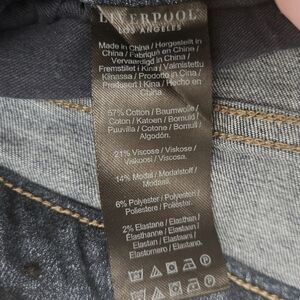 LIVERPOOL
LOS ANGELES
Made in China / Hergestellt in
China / Fabriqué en Chine /
Vervaardigd in China /
Fremstillet i Kina / Valmistettu
Kiinassa / Prodotto in Cina /
Produsert i Kina / Hecho en
China.
57% Cotton / Baumwolle /
Coton / Katoen / Bomuld /
Puuvilla / Cotone / Bomull /
Algodón.
21% Viscose / Viskose /
Viskoosi / Viscosa.
14% Modal / Modalstoff /
Modaali
6% Polyester / Polyesteri /
Poliestere / Poliéster.
2% Elastane / Elasthan /
Elasthanne / Elastaan /
Elastan / Elastaani /
Elastomero / Elastano.